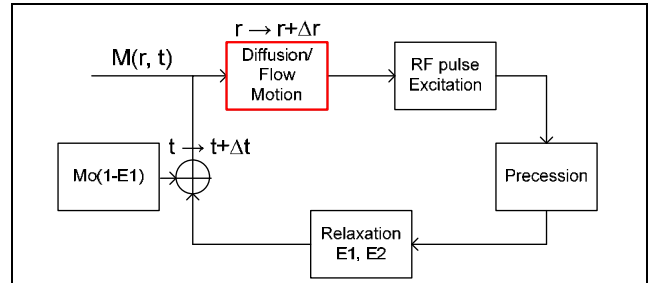 r → r+Δr
M(r, t)
Diffusion/
Flow
Motion
RF pulse
Excitation
t → t+Δt
Mo(1-E1)
Precession
Relaxation
E1, E2